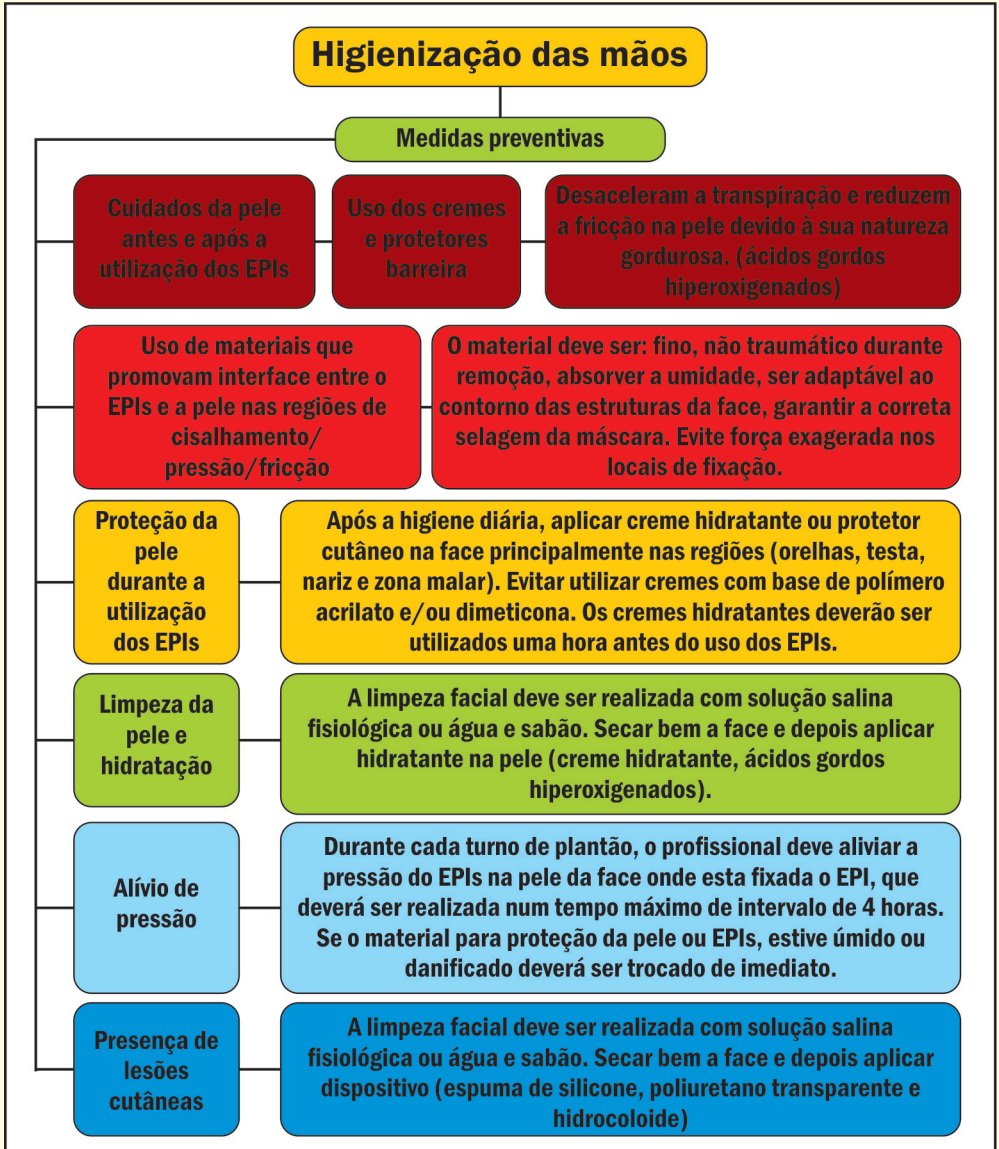 Higienização das mãos
Medidas preventivas
Cuidados da pele
antes e após a
utilização dos EPIs
Uso dos cremes
e protetores
barreira
Desaceleram a transpiração e reduzem
a fricção na pele devido à sua natureza
gordurosa. (ácidos gordos
hiperoxigenados)
Uso de materiais que
promovam interface entre o
EPIs e a pele nas regiões de
cisalhamento/
pressão/fricção
O material deve ser: fino, não traumático durante
remoção, absorver a umidade, ser adaptável ao
contorno das estruturas da face, garantir a correta
selagem da máscara. Evite força exagerada nos
locais de fixação.
Proteção da
pele
durante a
utilização
dos EPIs
Após a higiene diária, aplicar creme hidratante ou protetor
cutâneo na face principalmente nas regiões (orelhas, testa,
nariz e zona malar). Evitar utilizar cremes com base de polímero
acrilato e/ou dimeticona. Os cremes hidratantes deverão ser
utilizados uma hora antes do uso dos EPIs.
Limpeza da
pele e
hidratação
A limpeza facial deve ser realizada com solução salina
fisiológica ou água e sabão. Secar bem a face e depois aplicar
hidratante na pele (creme hidratante, ácidos gordos
hiperoxigenados).
Alívio de
pressão
Durante cada turno de plantão, o profissional deve aliviar a
pressão do EPIs na pele da face onde esta fixada o EPI, que
deverá ser realizada num tempo máximo de intervalo de 4 horas.
Se o material para proteção da pele ou EPIs, estive úmido ou
danificado deverá ser trocado de imediato.
Presença de
lesões
cutâneas
A limpeza facial deve ser realizada com solução salina
fisiológica ou água e sabão. Secar bem a face e depois aplicar
dispositivo (espuma de silicone, poliuretano transparente e
hidrocoloide)